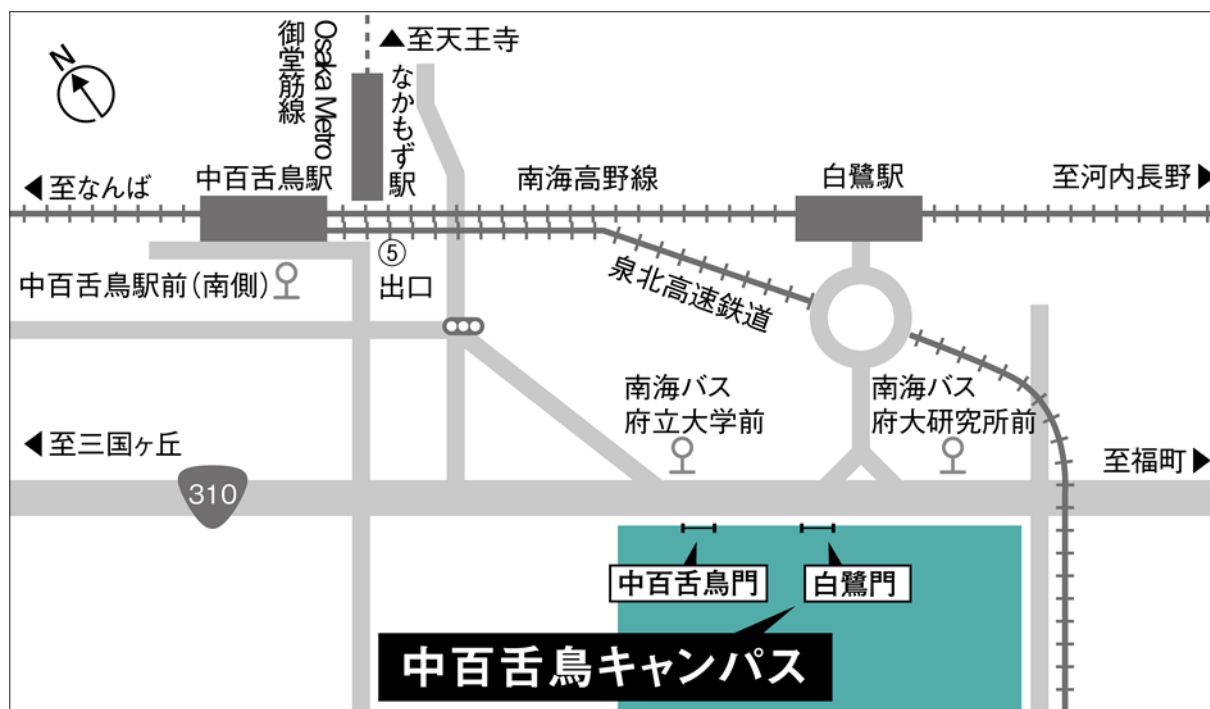 N
Osaka Metro
御堂筋線
▲至天王寺
なかもず駅
◀至なんば
中百舌鳥駅
南海高野線
白鷺駅
至河内長野▶
⑤
出口
中百舌鳥駅前(南側)
泉北高速鉄道
南海バス
府立大学前
南海バス
府大研究所前
◀至三国ヶ丘
至福町▶
310
中百舌鳥門
白鷺門
中百舌鳥キャンパス